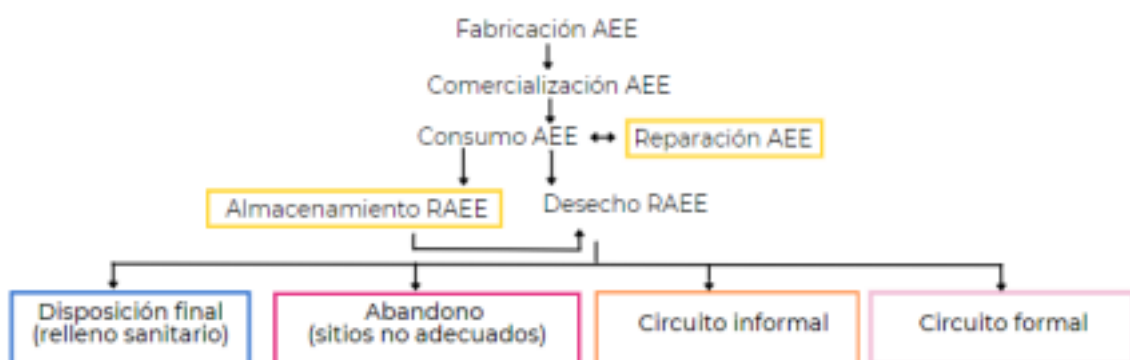 Fabricación AEE
Comercialización AEE
Consumo AEE
Reparación AEE
Almacenamiento RAEE
Desecho RAEE
Disposición final
(relleno sanitario)
Abandono
(sitios no adecuados)
Circuito informal
Circuito formal